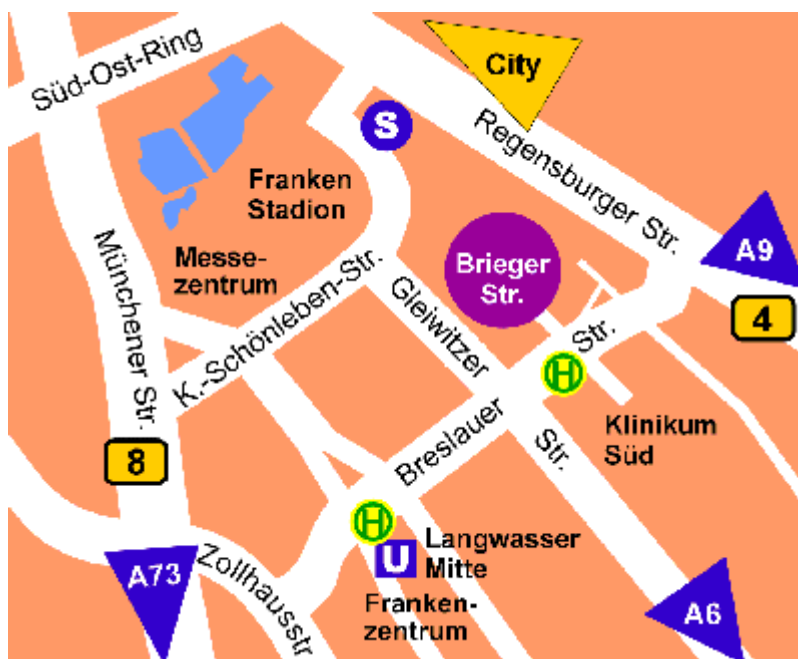 Süd-Ost-Ring
City
S
Regensburger Str.
Franken
Stadion
A9
Münchener Str.
Messe-
zentrum
Brieger
Str.
4
K.-Schönleben-Str.
Gleiwitzer
Str.
Breslauer
Str.
H
Klinikum
Süd
8
H
Langwasser
Mitte
U
A73
Zollhausstr
Franken-
zentrum
A6